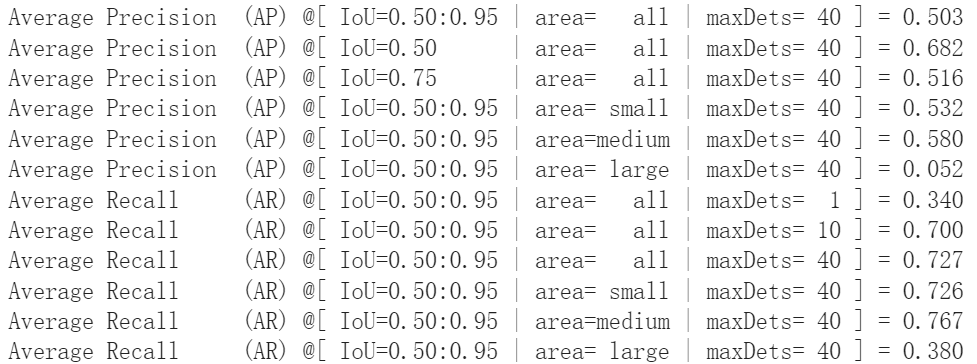 Average Precision  (AP) @[ IoU=0.50:0.95 | area=   all | maxDets= 40 ] = 0.503
Average Precision  (AP) @[ IoU=0.50      | area=   all | maxDets= 40 ] = 0.682
Average Precision  (AP) @[ IoU=0.75      | area=   all | maxDets= 40 ] = 0.516
Average Precision  (AP) @[ IoU=0.50:0.95 | area= small | maxDets= 40 ] = 0.532
Average Precision  (AP) @[ IoU=0.50:0.95 | area=medium | maxDets= 40 ] = 0.580
Average Precision  (AP) @[ IoU=0.50:0.95 | area= large | maxDets= 40 ] = 0.052
Average Recall     (AR) @[ IoU=0.50:0.95 | area=   all | maxDets=  1 ] = 0.340
Average Recall     (AR) @[ IoU=0.50:0.95 | area=   all | maxDets= 10 ] = 0.700
Average Recall     (AR) @[ IoU=0.50:0.95 | area=   all | maxDets= 40 ] = 0.727
Average Recall     (AR) @[ IoU=0.50:0.95 | area= small | maxDets= 40 ] = 0.726
Average Recall     (AR) @[ IoU=0.50:0.95 | area=medium | maxDets= 40 ] = 0.767
Average Recall     (AR) @[ IoU=0.50:0.95 | area= large | maxDets= 40 ] = 0.380